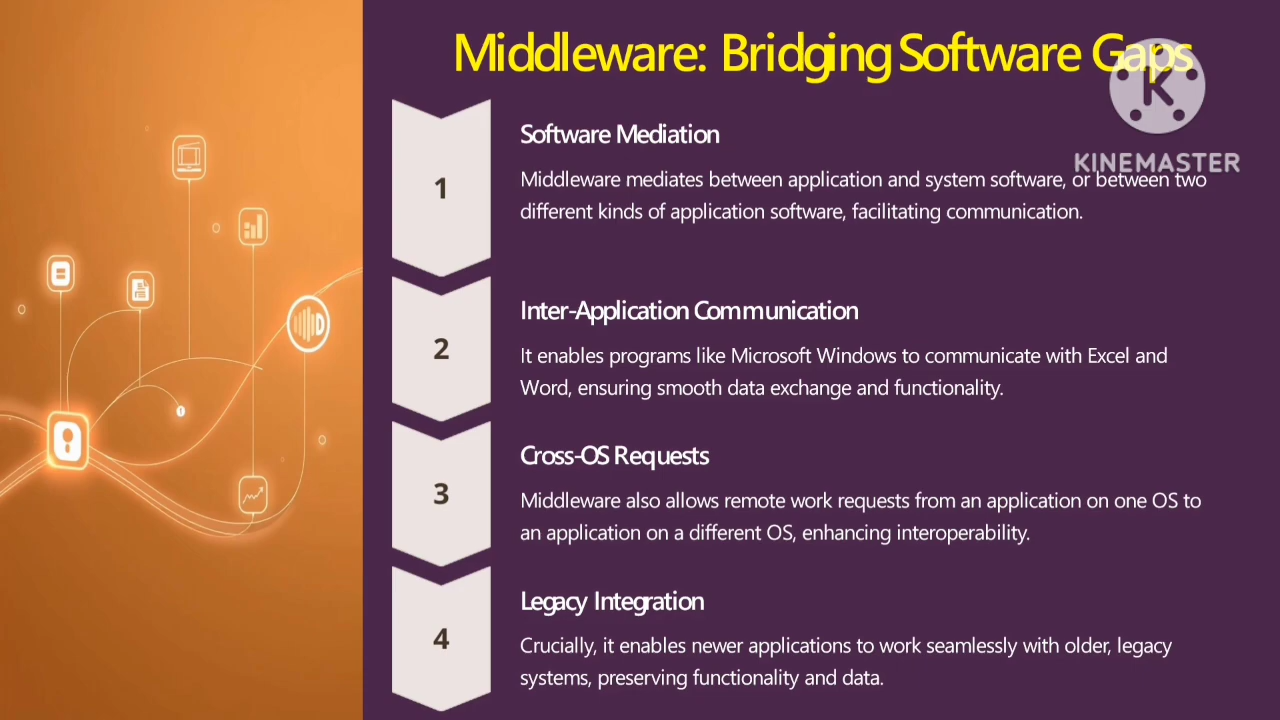 Middleware: Bridging Software Gaps
K
KINEMASTER
1
Software Mediation
Middleware mediates between application and system software, or between two
different kinds of application software, facilitating communication.
2
Inter-Application Communication
It enables programs like Microsoft Windows to communicate with Excel and
Word, ensuring smooth data exchange and functionality.
3
Cross-OS Requests
Middleware also allows remote work requests from an application on one OS to
an application on a different OS, enhancing interoperability.
4
Legacy Integration
Crucially, it enables newer applications to work seamlessly with older, legacy
systems, preserving functionality and data.